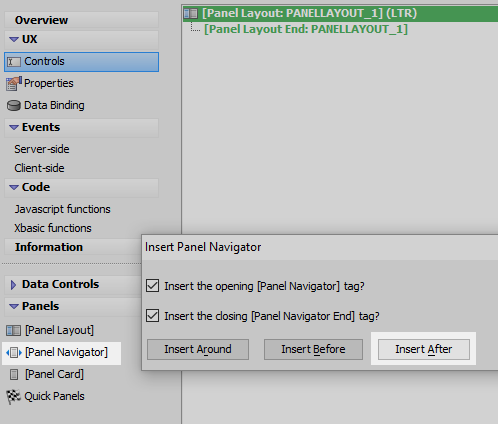 Overview
UX
Controls
Properties
Data Binding
Events
Server-side
Client-side
Code
Javascript functions
Xbasic functions
Information
Data Controls
Panels
[Panel Layout]
[Panel Navigator]
[Panel Card]
Quick Panels
[Panel Layout: PANELLAYOUT_1] (LTR)
[Panel Layout End: PANELLAYOUT_1]
Insert Panel Navigator
Insert the opening [Panel Navigator] tag?
Insert the closing [Panel Navigator End] tag?
Insert Around Insert Before Insert After